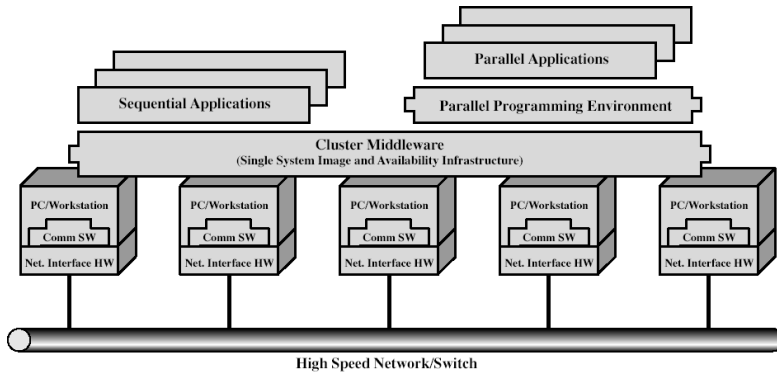 Parallel Applications
Sequential Applications
Parallel Programming Environment
Cluster Middleware
(Single System Image and Availability Infrastructure)
PC/Workstation
PC/Workstation
PC/Workstation
PC/Workstation
PC/Workstation
Comm SW
Comm SW
Comm SW
Comm SW
Comm SW
Net. Interface HW
Net. Interface HW
Net. Interface HW
Net. Interface HW
Net. Interface HW
High Speed Network/Switch